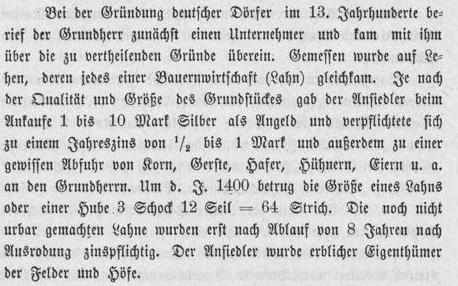 Bei der Gründung deutscher Dörfer im 13. Jahrhunderte be-
rief der Grundherr zunächst einen Unternehmer und kam mit ihm
über die zu vertheilenden Gründe überein. Gemessen wurde auf Le-
hen, deren jedes einer Bauernwirtschaft (Lahn) gleichkam. Je nach
der Qualität und Größe des Grundstückes gab der Ansiedler beim
Ankaufe 1 bis 10 Mark Silber als Angeld und verpflichtete sich
zu einem Jahreszins von 1/2 bis 1 Mark und außerdem zu einer
gewissen Abfuhr von Korn, Gerste, Hafer, Hühnern, Eiern u. a.
an den Grundherrn. Um d. J. 1400 betrug die Größe eines Lahns
oder einer Hube 3 Schock 12 Seil = 64 Strich. Die noch nicht
urbar gemachten Lahne wurden erst nach Ablauf von 8 Jahren nach
Ausrodung zinspflichtig. Der Ansiedler wurde erblicher Eigenthümer
der Felder und Höfe.